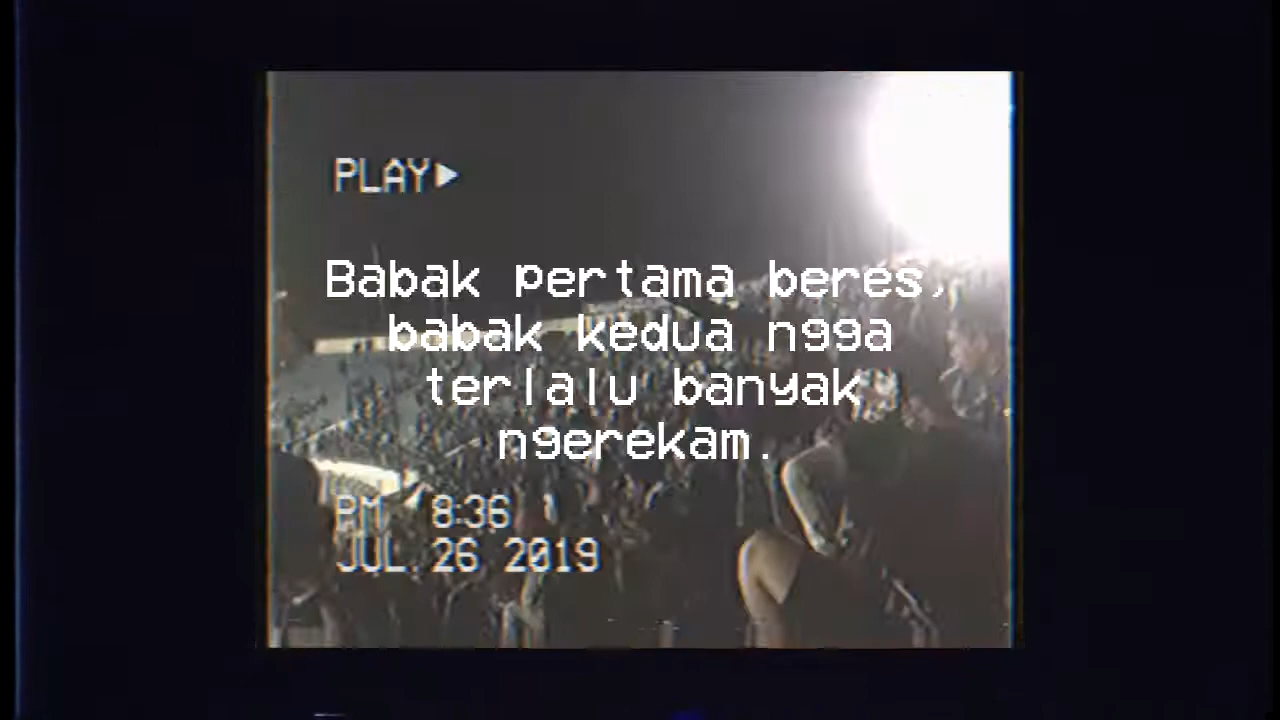 PLAY▶
Babak pertama beres,
babak kedua ngga
terlalu banyak
ngerekam.
PM 8:36
JUL. 26 2019